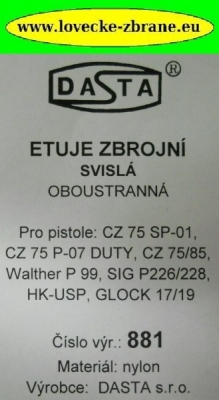 www.lovecke-zbrane.eu
DASTA ®
ETUJE ZBROJNÍ
SVISLÁ
OBOUSTRANNÁ
Pro pistole: CZ 75 SP-01,
CZ 75 P-07 DUTY, CZ 75/85,
Walther P 99, SIG P226/228,
HK-USP, GLOCK 17/19
Číslo výr.: 881
Materiál: nylon
Výrobce: DASTA s.r.o.